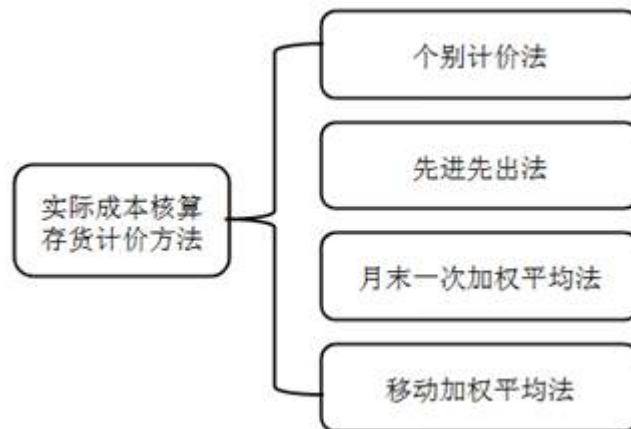 实际成本核算
存货计价方法
个别计价法
先进先出法
月末一次加权平均法
移动加权平均法